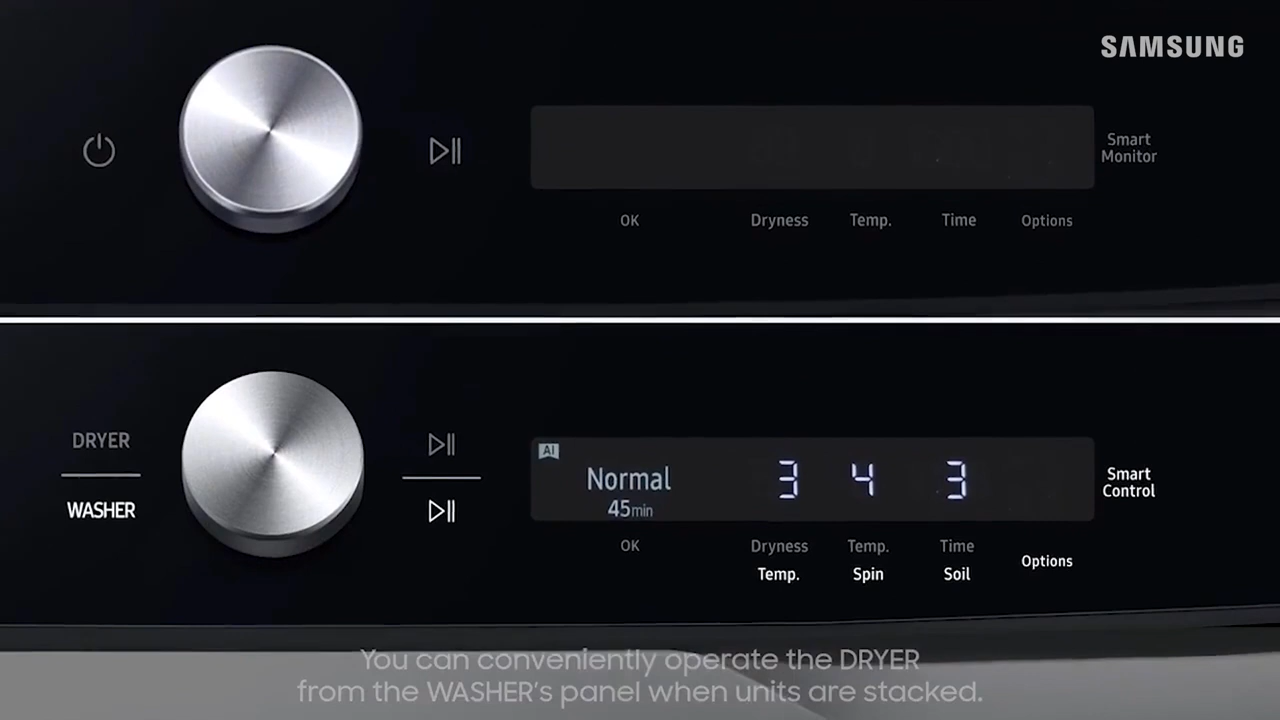 SAMSUNG
Smart
Monitor
OK Dryness Temp. Time Options
DRYER
WASHER
AI
Normal
45min
3 4 3
Smart
Control
OK Dryness Temp. Time
Temp. Spin Soil Options
You can conveniently operate the DRYER
from the WASHER's panel when units are stacked.